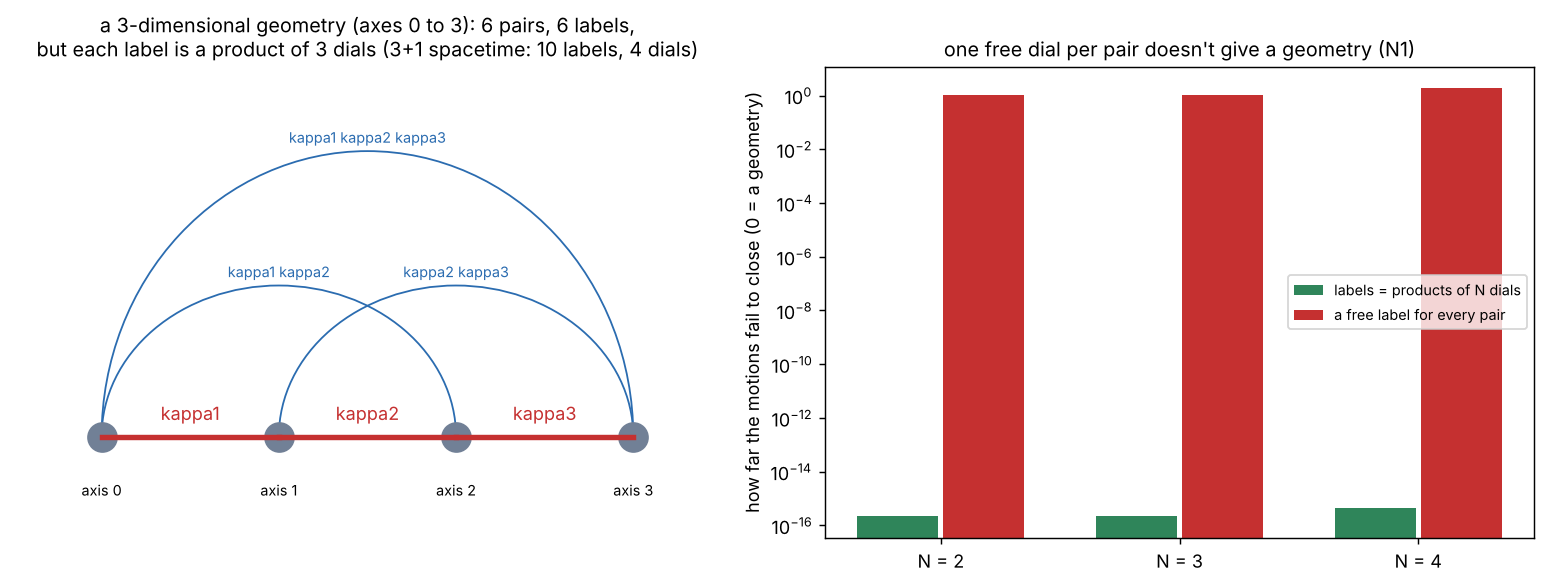 a 3-dimensional geometry (axes 0 to 3): 6 pairs, 6 labels,
but each label is a product of 3 dials (3+1 spacetime: 10 labels, 4 dials)
kappa1 kappa2 kappa3
kappa1 kappa2
kappa2 kappa3
kappa1
kappa2
kappa3
axis 0
axis 1
axis 2
axis 3
one free dial per pair doesn't give a geometry (N1)
how far the motions fail to close (0 = a geometry)
10⁰
10⁻²
10⁻⁴
10⁻⁶
10⁻⁸
10⁻¹⁰
10⁻¹²
10⁻¹⁴
10⁻¹⁶
labels = products of N dials
a free label for every pair
N = 2
N = 3
N = 4